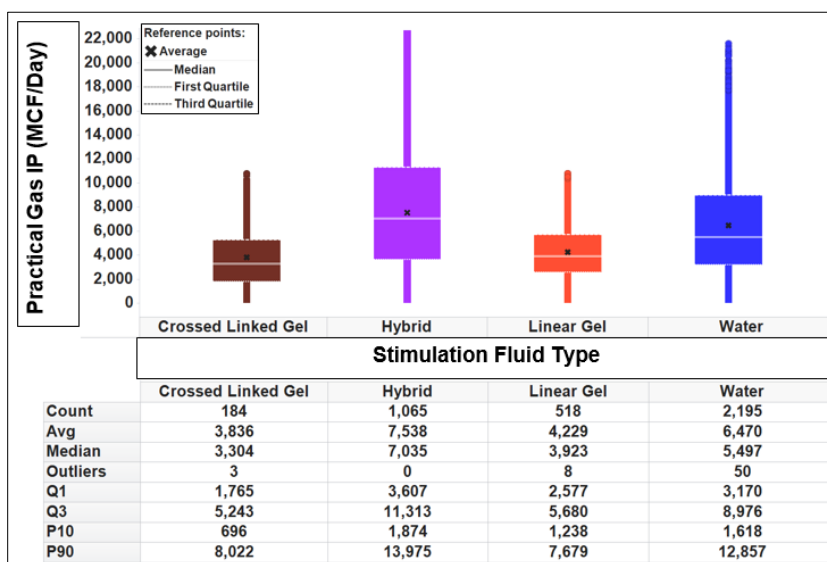 Practical Gas IP (MCF/Day)
22,000
20,000
18,000
16,000
14,000
12,000
10,000
8,000
6,000
4,000
2,000
0
Reference points:
Average
Median
First Quartile
Third Quartile
Crossed Linked Gel Hybrid Linear Gel Water
Stimulation Fluid Type
Crossed Linked Gel Hybrid Linear Gel Water
Count 184 1,065 518 2,195
Avg 3,836 7,538 4,229 6,470
Median 3,304 7,035 3,923 5,497
Outliers 3 0 8 50
Q1 1,765 3,607 2,577 3,170
Q3 5,243 11,313 5,680 8,976
P10 696 1,874 1,238 1,618
P90 8,022 13,975 7,679 12,857